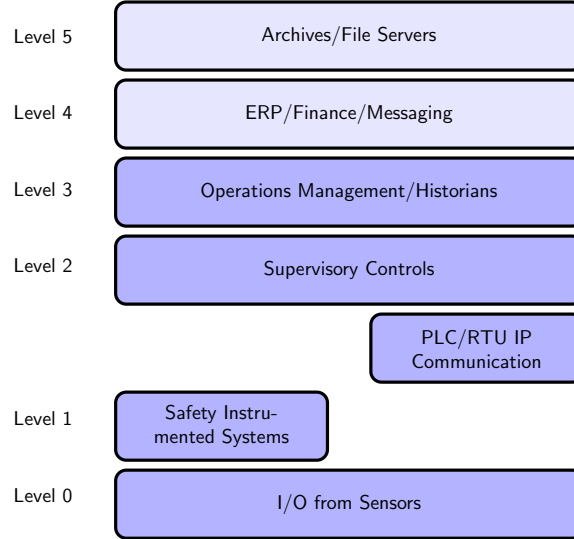 Level 5
Archives/File Servers
Level 4
ERP/Finance/Messaging
Level 3
Operations Management/Historians
Level 2
Supervisory Controls
PLC/RTU IP
Communication
Level 1
Safety Instru-
mented Systems
Level 0
I/O from Sensors